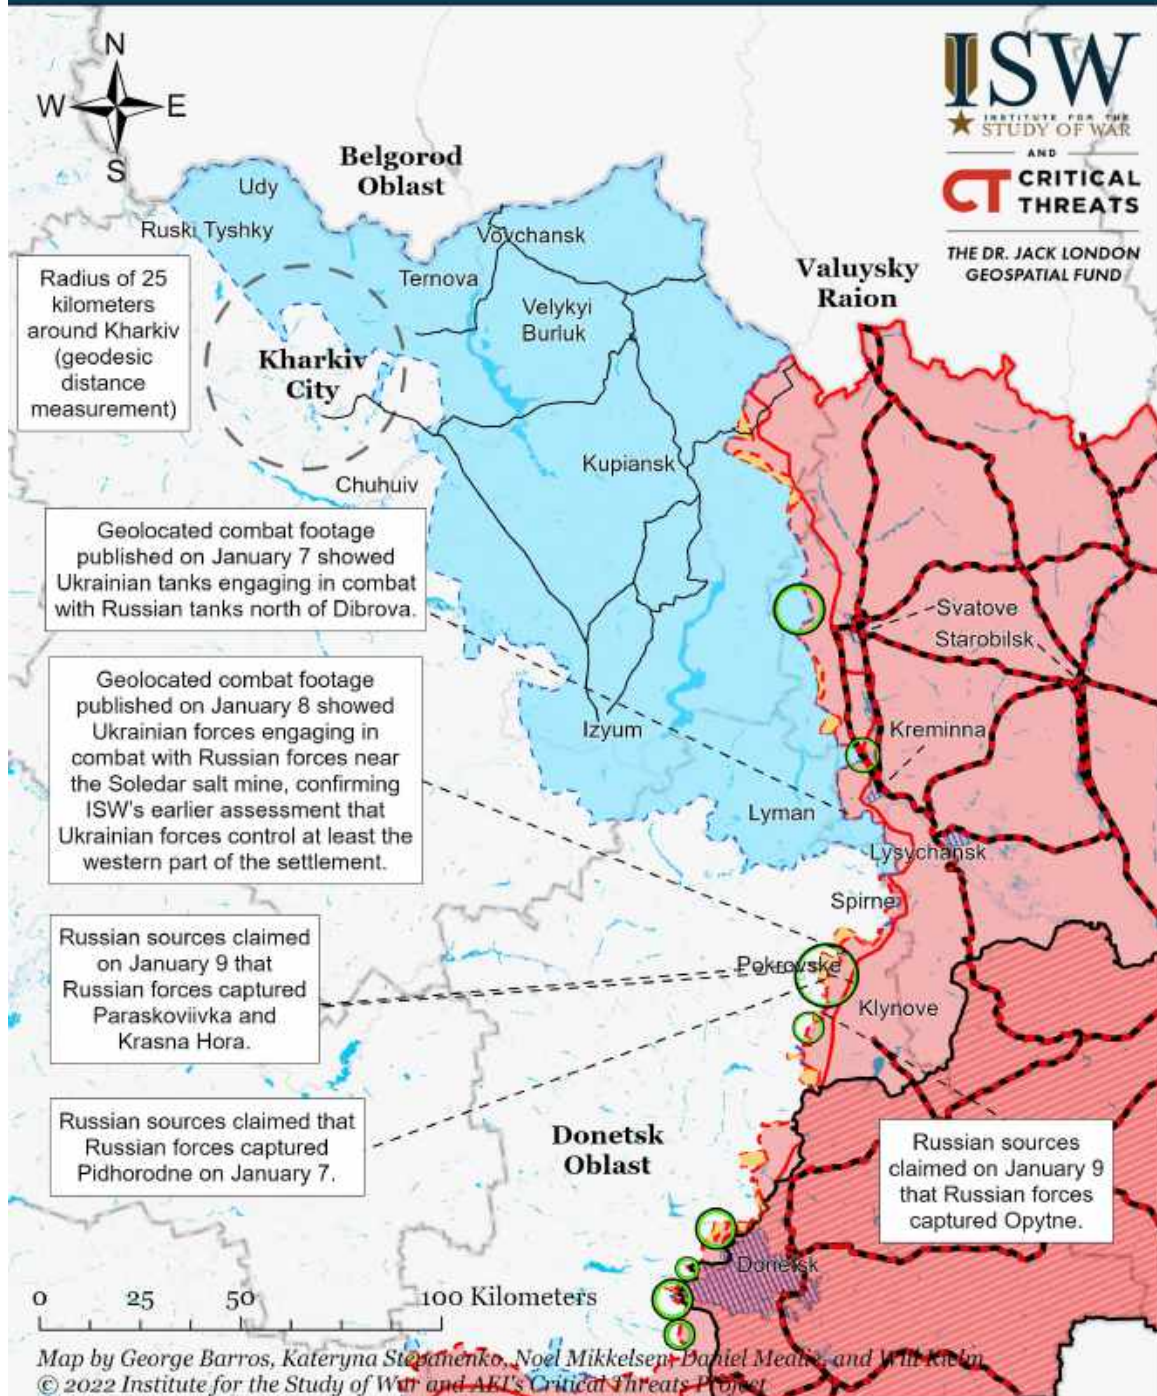 N
W E
S
ISW
INSTITUTE FOR THE
STUDY OF WAR
AND
CT CRITICAL
THREATS
THE DR. JACK LONDON
GEOSPATIAL FUND
Belgorod
Oblast
Udy
Ruski Tyshky
Vovchansk
Ternova
Valuysky
Raion
Radius of 25
kilometers
around Kharkiv
(geodesic
distance
measurement)
Velykyi
Burluk
Kharkiv
City
Kupiansk
Chuhuiv
Geolocated combat footage
published on January 7 showed
Ukrainian tanks engaging in combat
with Russian tanks north of Dibrova.
Svatove
Starobilsk
Geolocated combat footage
published on January 8 showed
Ukrainian forces engaging in
combat with Russian forces near
the Soledar salt mine, confirming
ISW's earlier assessment that
Ukrainian forces control at least the
western part of the settlement.
Izyum
Kreminna
Lyman
Lysychansk
Spirne
Russian sources claimed
on January 9 that
Russian forces captured
Paraskoviivka and
Krasna Hora.
Pokrovske
Klynove
Russian sources claimed that
Russian forces captured
Pidhorodne on January 7.
Donetsk
Oblast
Russian sources
claimed on January 9
that Russian forces
captured Opytne.
Donetsk
0 25 50 100 Kilometers
Map by George Barros, Kateryna Stepanenko, Noel Mikkelsen, Daniel Mealie, and Will Kielm
© 2022 Institute for the Study of War and AEI's Critical Threats Project